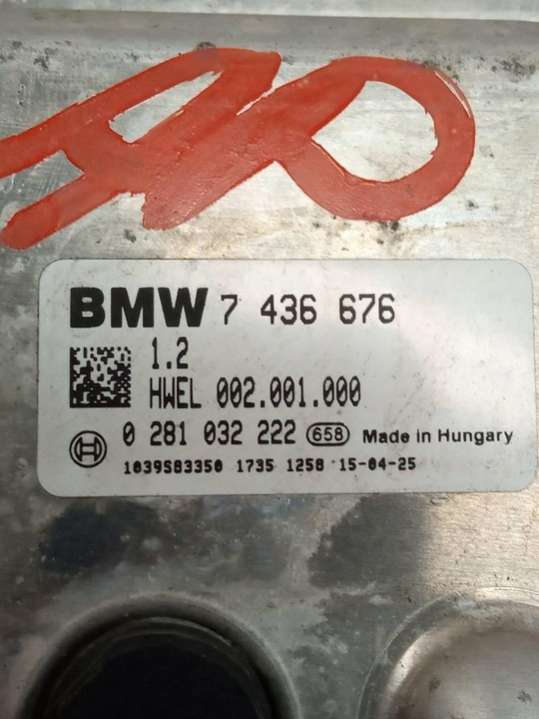 BMW 7 436 676
1.2
HWEL 002.001.000
0 281 032 222 658 Made in Hungary
1039S83350 1735 1258 15-04-25